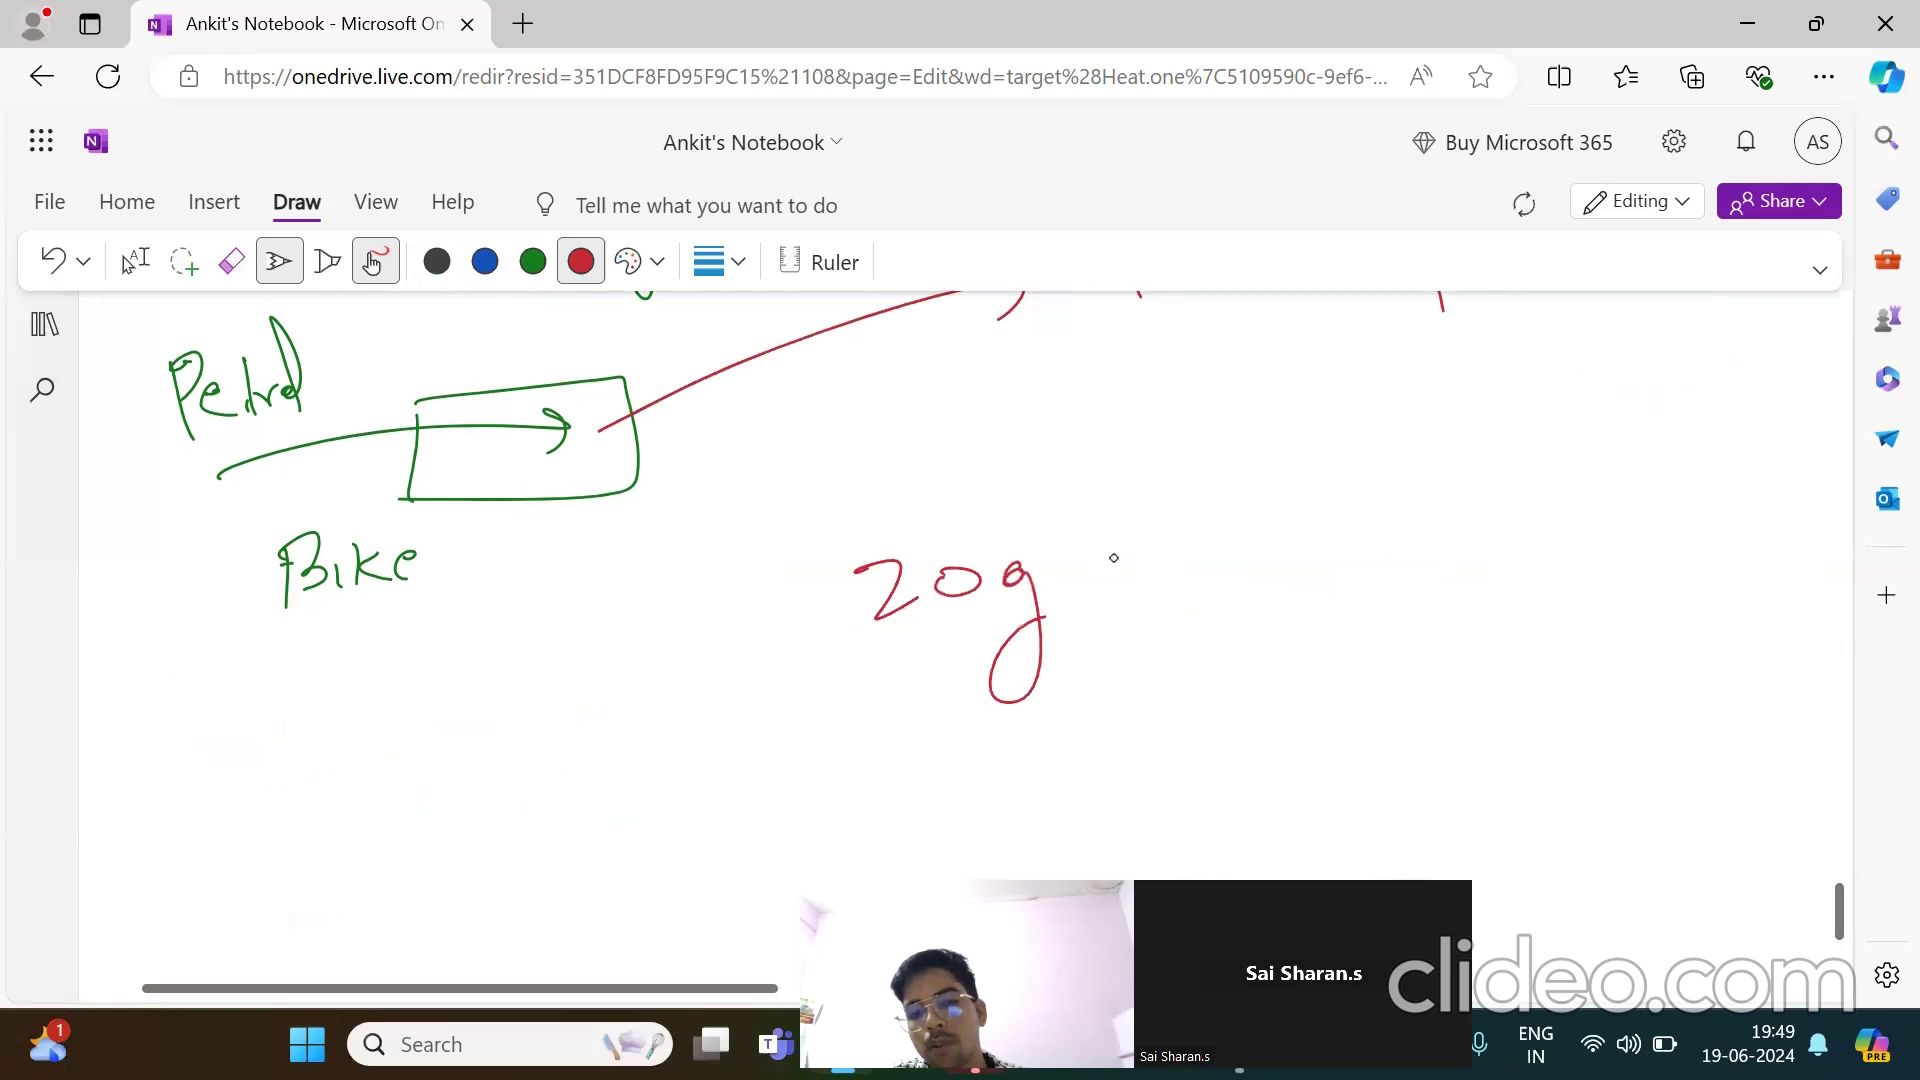 Ankit's Notebook - Microsoft On
https://onedrive.live.com/redir?resid=351DCF8FD95F9C15%21108&page=Edit&wd=target%28Heat.one%7C5109590c-9ef6-...
Ankit's Notebook
Buy Microsoft 365
AS
File Home Insert Draw View Help Tell me what you want to do
Editing
Share
Ruler
Petrol
Bike
20g
Sai Sharan.s
Sai Sharan.s
clideo.com
1
Search
ENG
IN
19:49
19-06-2024
PRE